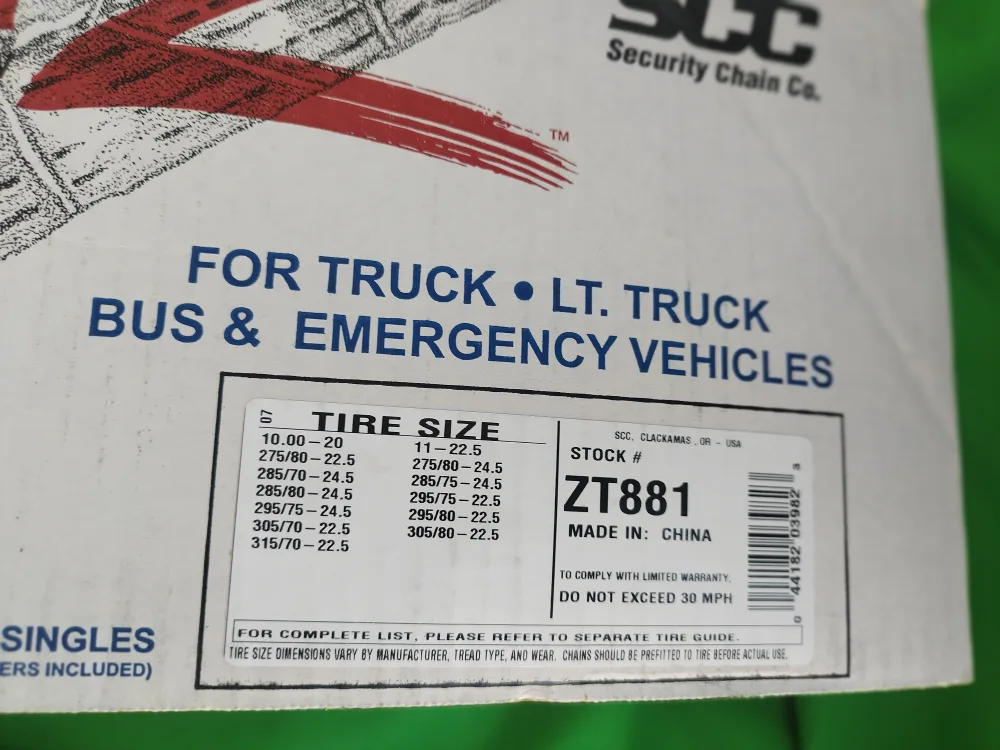 SCC
Security Chain Co.
Z
TM
FOR TRUCK • LT. TRUCK
BUS & EMERGENCY VEHICLES
07
TIRE SIZE
10.00 – 20 11 – 22.5
275/80 – 22.5 275/80 – 24.5
285/70 – 24.5 285/75 – 24.5
285/80 – 24.5 295/75 – 22.5
295/75 – 24.5 295/80 – 22.5
305/70 – 22.5 305/80 – 22.5
315/70 – 22.5
SCC, CLACKAMAS , OR - USA
STOCK #
ZT881
MADE IN: CHINA
TO COMPLY WITH LIMITED WARRANTY,
DO NOT EXCEED 30 MPH
0 44182 03982 3
FOR COMPLETE LIST, PLEASE REFER TO SEPARATE TIRE GUIDE.
TIRE SIZE DIMENSIONS VARY BY MANUFACTURER, TREAD TYPE, AND WEAR. CHAINS SHOULD BE PREFITTED TO TIRE BEFORE ACTUAL USE.
SINGLES
ERS INCLUDED)